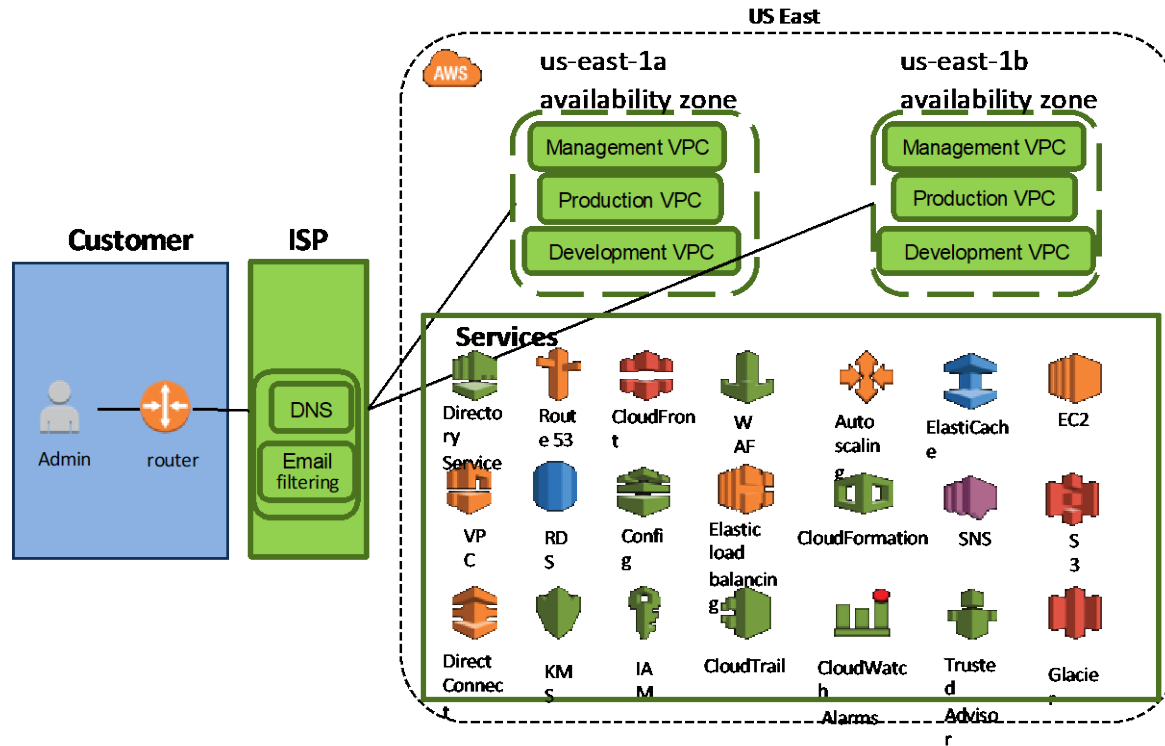 US East
AWS
us-east-1a
availability zone
us-east-1b
availability zone
Management VPC
Production VPC
Development VPC
Management VPC
Production VPC
Development VPC
Customer
ISP
Admin
router
DNS
Email
filtering
Services
Directo
ry
Service
Rout
e 53
CloudFron
t
W
AF
Auto
scalin
g
ElastiCach
e
EC2
VP
C
RD
S
Confi
g
Elastic
load
balancin
g
CloudFormation
SNS
S
3
Direct
Connec
t
KM
S
IA
M
CloudTrail
CloudWatc
h
Alarms
Truste
d
Adviso
r
Glacie
r